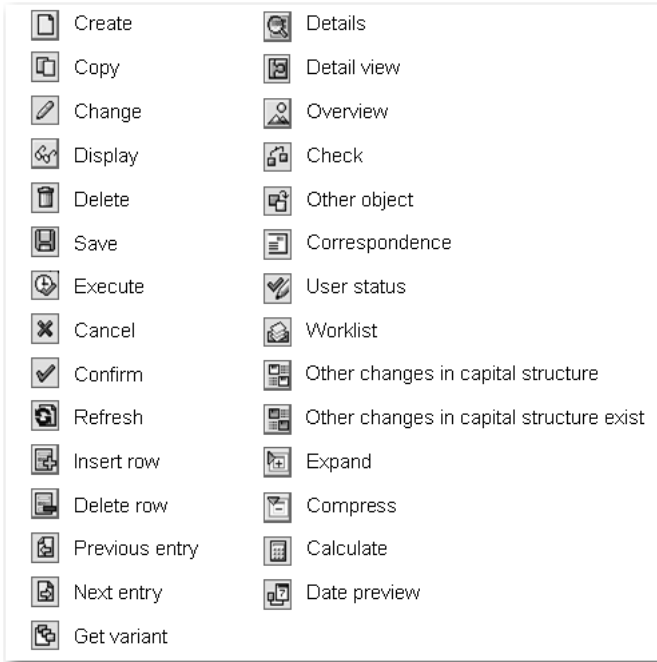 Create
Copy
Change
Display
Delete
Save
Execute
Cancel
Confirm
Refresh
Insert row
Delete row
Previous entry
Next entry
Get variant
Details
Detail view
Overview
Check
Other object
Correspondence
User status
Worklist
Other changes in capital structure
Other changes in capital structure exist
Expand
Compress
Calculate
Date preview